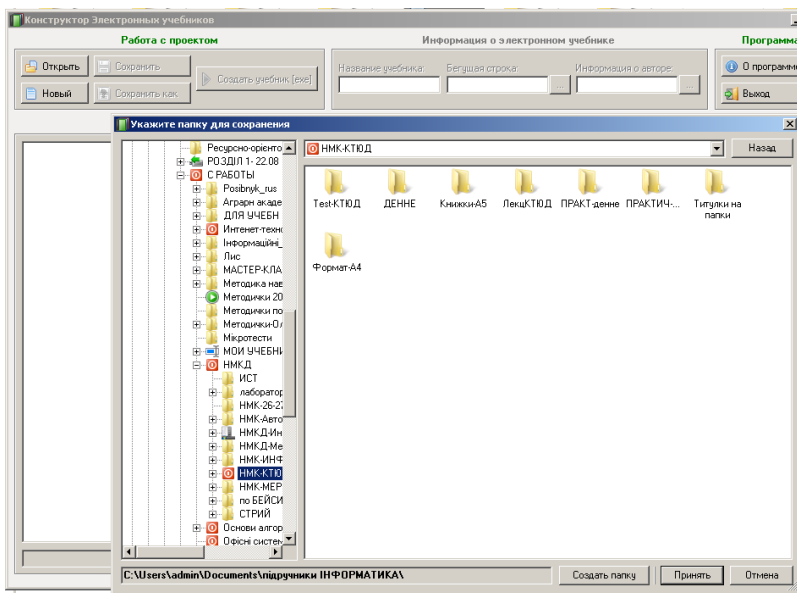 Конструктор Электронных учебников
Работа с проектом
Информация о электронном учебнике
Программа
Открыть
Сохранить
Создать учебник [exe]
Название учебника:
Бегущая строка:
Информация о авторе:
О программе
Новый
Сохранить как
...
...
Выход
Укажите папку для сохранения
Ресурсно-орієнто
НМК-КТЮД
Назад
РОЗДІЛ 1- 22.08
С РАБОТЫ
Posibnyk_rus
Аграрн акаде
ДЛЯ УЧЕБН
Интенет-техно
Інформаційні_
Лис
МАСТЕР-КЛА
Методика нав
Методички 20
Методички по
Методички-Ол
Мікротести
МОИ УЧЕБНИ
НМКД
ИСТ
лаборатор
НМК-26-27
НМК-Авто
НМКД-Ин
НМКД-Ме
НМК-ИНФ
НМК-КТЮ
НМК-МЕР
по БЕЙСИ
СТРИЙ
Основи алгор
Офісні систем
Test-КТЮД
ДЕННЕ
Книжки-А5
ЛекцКТЮД
ПРАКТ-денне
ПРАКТИЧ-...
Титулки на
папки
Формат-А4
C:\Users\admin\Documents\підручники ІНФОРМАТИКА\
Создать папку
Принять
Отмена